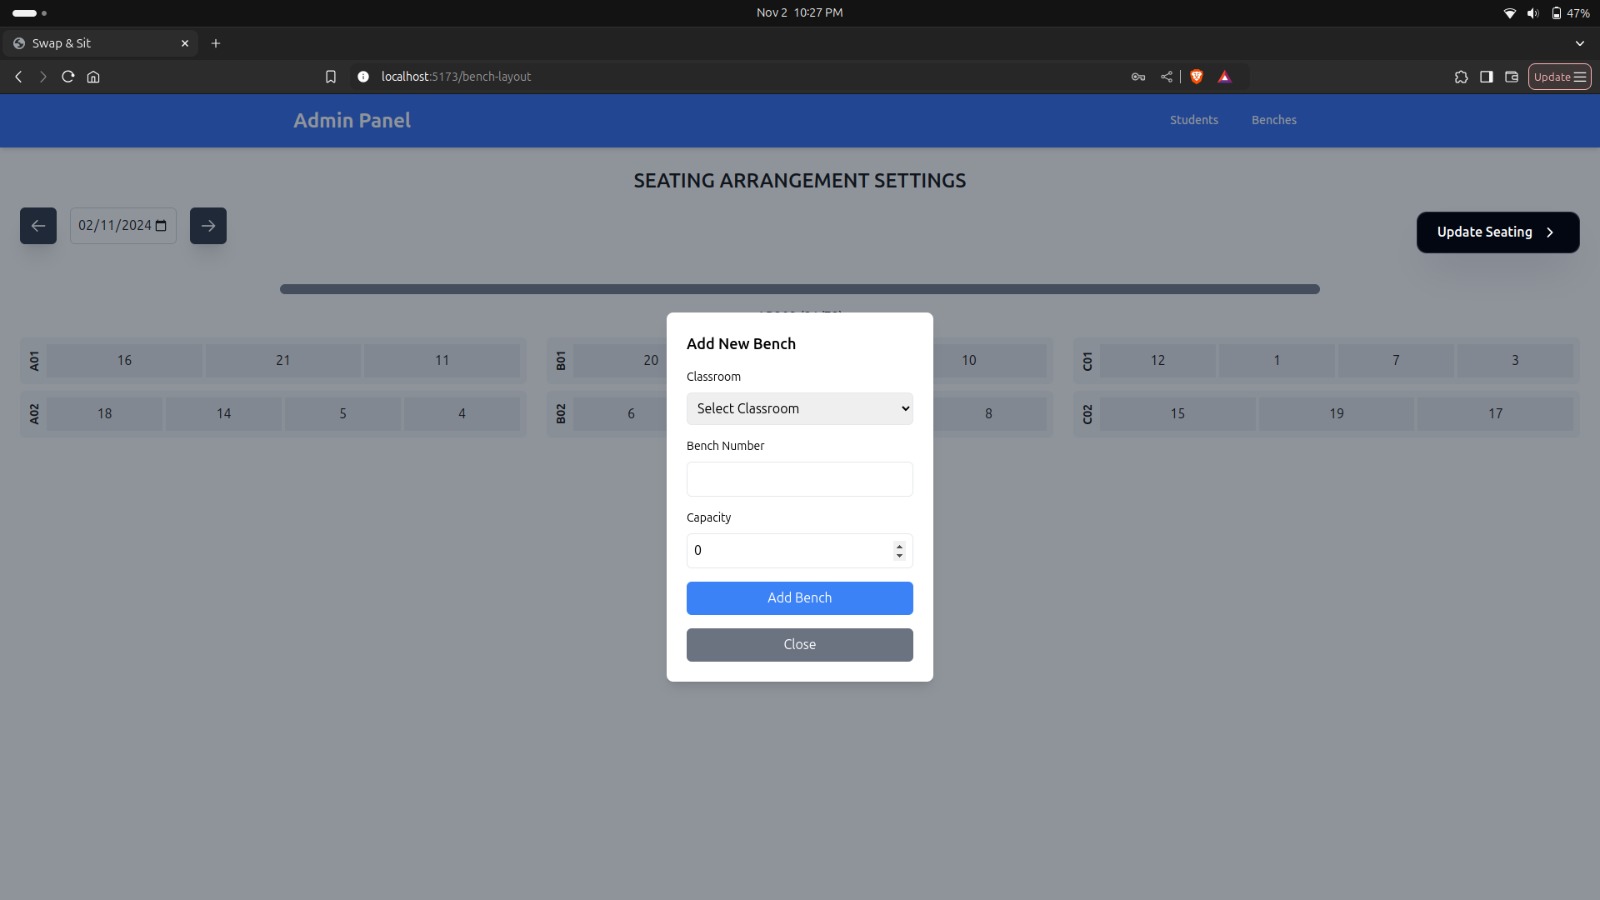 Nov 2 10:27 PM
47%
Swap & Sit
localhost:5173/bench-layout
Update
Admin Panel
Students
Benches
SEATING ARRANGEMENT SETTINGS
02/11/2024
Update Seating
Add New Bench
Classroom
Select Classroom
Bench Number
Capacity
0
Add Bench
Close
A01 16 21 11
B01 20 10
C01 12 1 7 3
A02 18 14 5 4
B02 6 8
C02 15 19 17